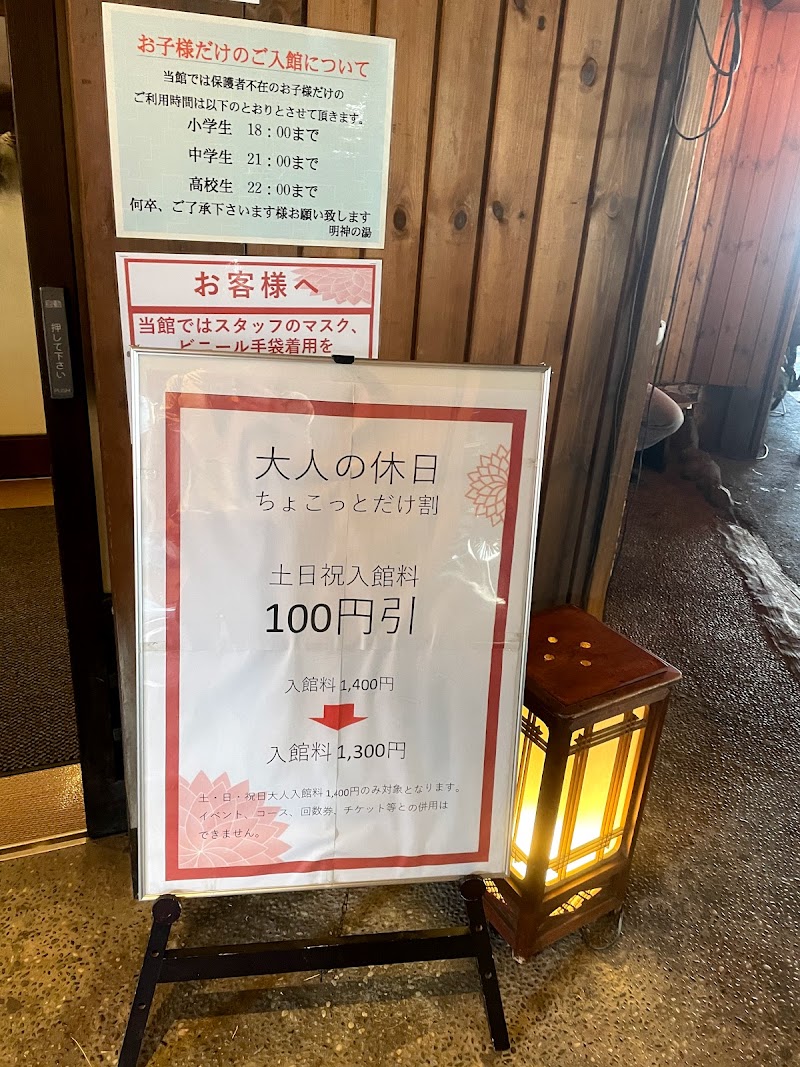 お子様だけのご入館について
当館では保護者不在のお子様だけの
ご利用時間は以下のとおりとさせて頂きます。
小学生　18：00まで
中学生　21：00まで
高校生　22：00まで
何卒、ご了承下さいます様お願い致します
明神の湯
お客様へ
当館ではスタッフのマスク、
ビニール手袋着用を
自動
押して下さい
PUSH
大人の休日
ちょこっとだけ割
土日祝入館料
100円引
入館料 1,400円
入館料 1,300円
土・日・祝日大人入館料 1,400円のみ対象となります。
イベント、コース、回数券、チケット等との併用は
できません。